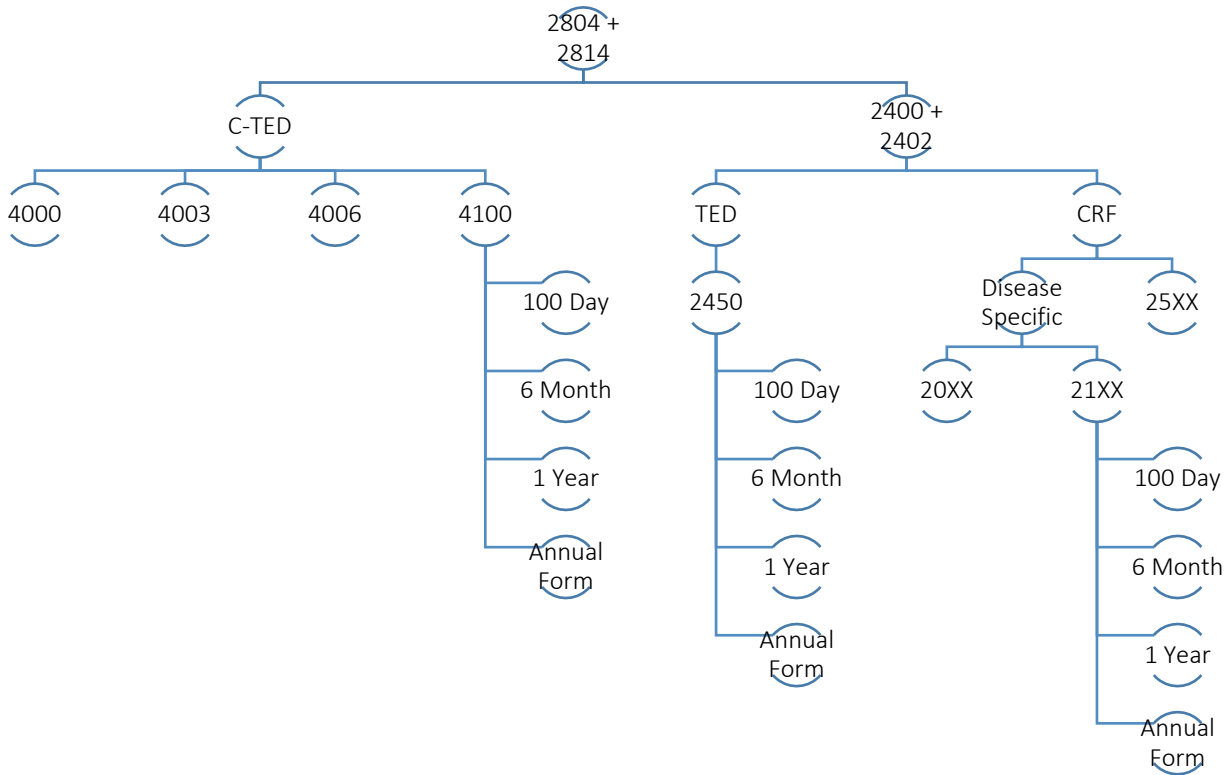 2804 +
2814
C-TED
2400 +
2402
4000
4003
4006
4100
TED
CRF
100 Day
6 Month
1 Year
Annual
Form
2450
100 Day
6 Month
1 Year
Annual
Form
Disease
Specific
25XX
20XX
21XX
100 Day
6 Month
1 Year
Annual
Form